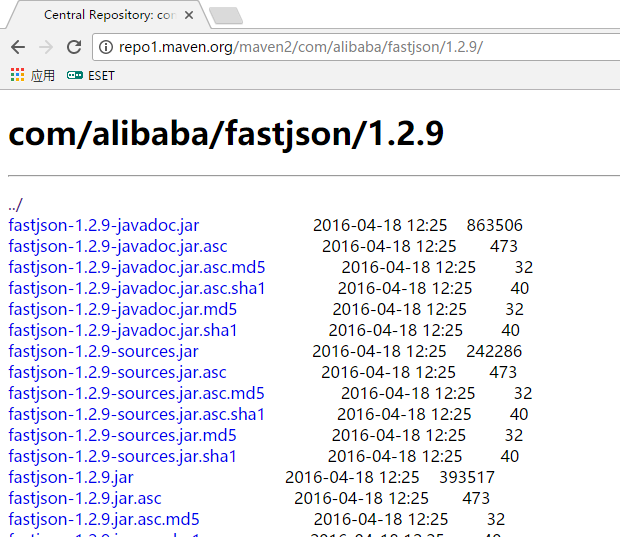 Central Repository: con
repo1.maven.org/maven2/com/alibaba/fastjson/1.2.9/
应用 ESET
com/alibaba/fastjson/1.2.9
../
fastjson-1.2.9-javadoc.jar 2016-04-18 12:25 863506
fastjson-1.2.9-javadoc.jar.asc 2016-04-18 12:25 473
fastjson-1.2.9-javadoc.jar.asc.md5 2016-04-18 12:25 32
fastjson-1.2.9-javadoc.jar.asc.sha1 2016-04-18 12:25 40
fastjson-1.2.9-javadoc.jar.md5 2016-04-18 12:25 32
fastjson-1.2.9-javadoc.jar.sha1 2016-04-18 12:25 40
fastjson-1.2.9-sources.jar 2016-04-18 12:25 242286
fastjson-1.2.9-sources.jar.asc 2016-04-18 12:25 473
fastjson-1.2.9-sources.jar.asc.md5 2016-04-18 12:25 32
fastjson-1.2.9-sources.jar.asc.sha1 2016-04-18 12:25 40
fastjson-1.2.9-sources.jar.md5 2016-04-18 12:25 32
fastjson-1.2.9-sources.jar.sha1 2016-04-18 12:25 40
fastjson-1.2.9.jar 2016-04-18 12:25 393517
fastjson-1.2.9.jar.asc 2016-04-18 12:25 473
fastjson-1.2.9.jar.asc.md5 2016-04-18 12:25 32